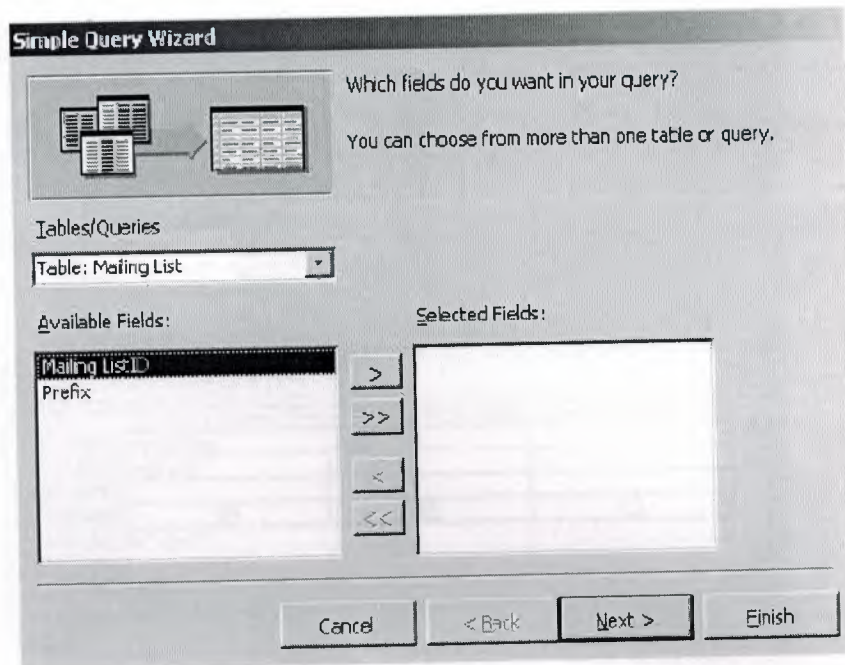 Simple Query Wizard
Which fields do you want in your query?
You can choose from more than one table or query.
Tables/Queries
Table: Mailing List
Available Fields:
Selected Fields:
Mailing ListID
Prefix
>
>>
<
<<
Cancel
< Back
Next >
Finish